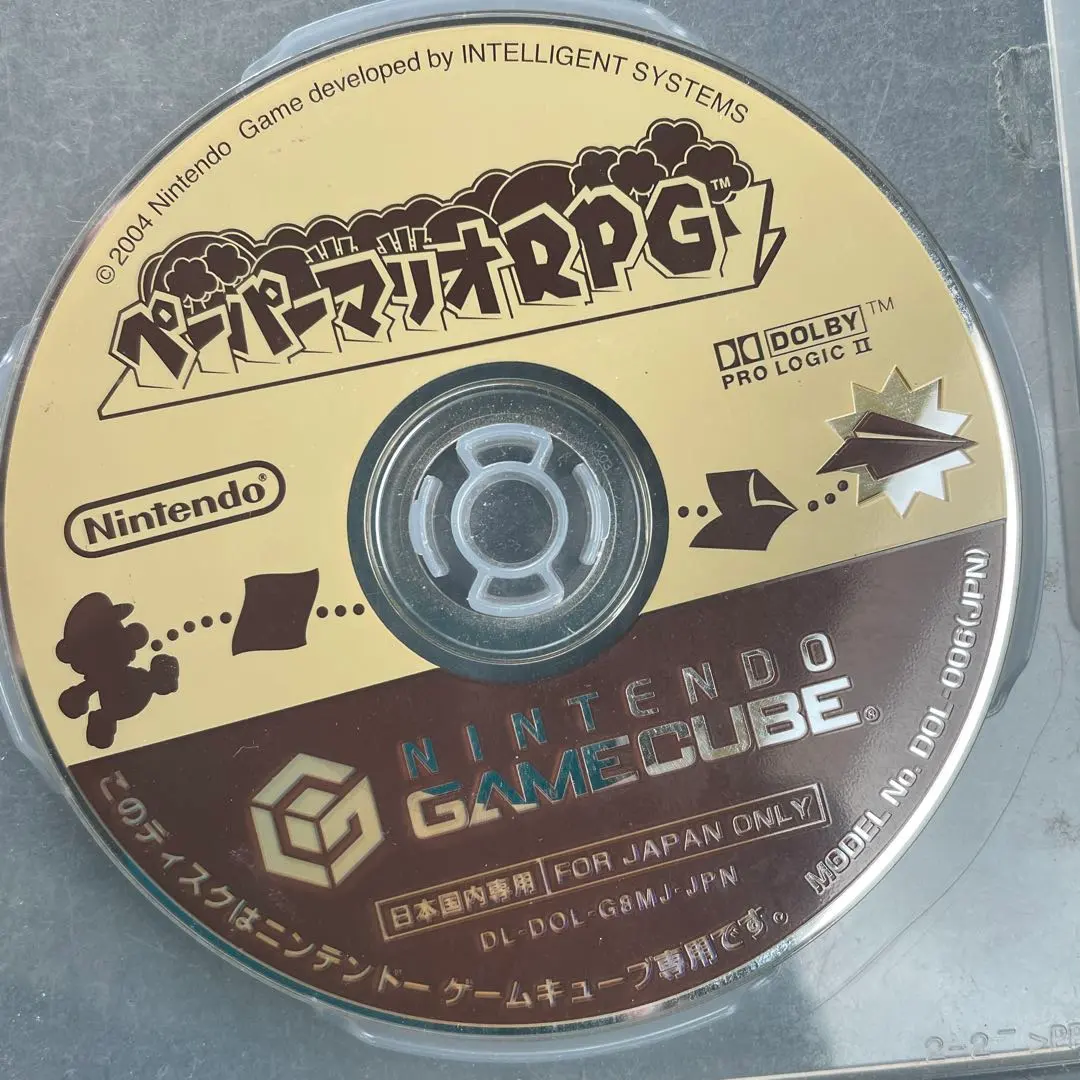 © 2004 Nintendo Game developed by INTELLIGENT SYSTEMS
ペーパーマリオRPG™
DOLBY™
PRO LOGIC II
Nintendo®
NINTENDO
GAMECUBE®
日本国内専用 FOR JAPAN ONLY
DL-DOL-G8MJ-JPN
MODEL No. DOL-006(JPN)
このディスクはニンテンドー ゲームキューブ専用です。